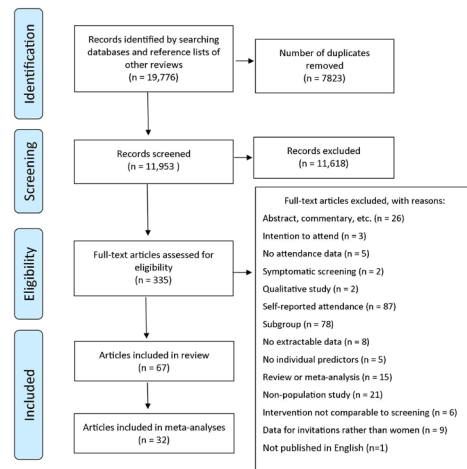 Identification
Records identified by searching
databases and reference lists of
other reviews
(n = 19,776)
Number of duplicates
removed
(n = 7823)
Screening
Records screened
(n = 11,953 )
Records excluded
(n = 11,618)
Eligibility
Full-text articles assessed for
eligibility
(n = 335)
Full-text articles excluded, with reasons:
Abstract, commentary, etc. (n = 26)
Intention to attend (n = 3)
No attendance data (n = 5)
Symptomatic screening (n = 2)
Qualitative study (n = 2)
Self-reported attendance (n = 87)
Subgroup (n = 78)
No extractable data (n = 8)
No individual predictors (n = 5)
Review or meta-analysis (n = 15)
Non-population study (n = 21)
Intervention not comparable to screening (n = 6)
Data for invitations rather than women (n = 9)
Not published in English (n=1)
Included
Articles included in review
(n = 67)
Articles included in meta-analyses
(n = 32)